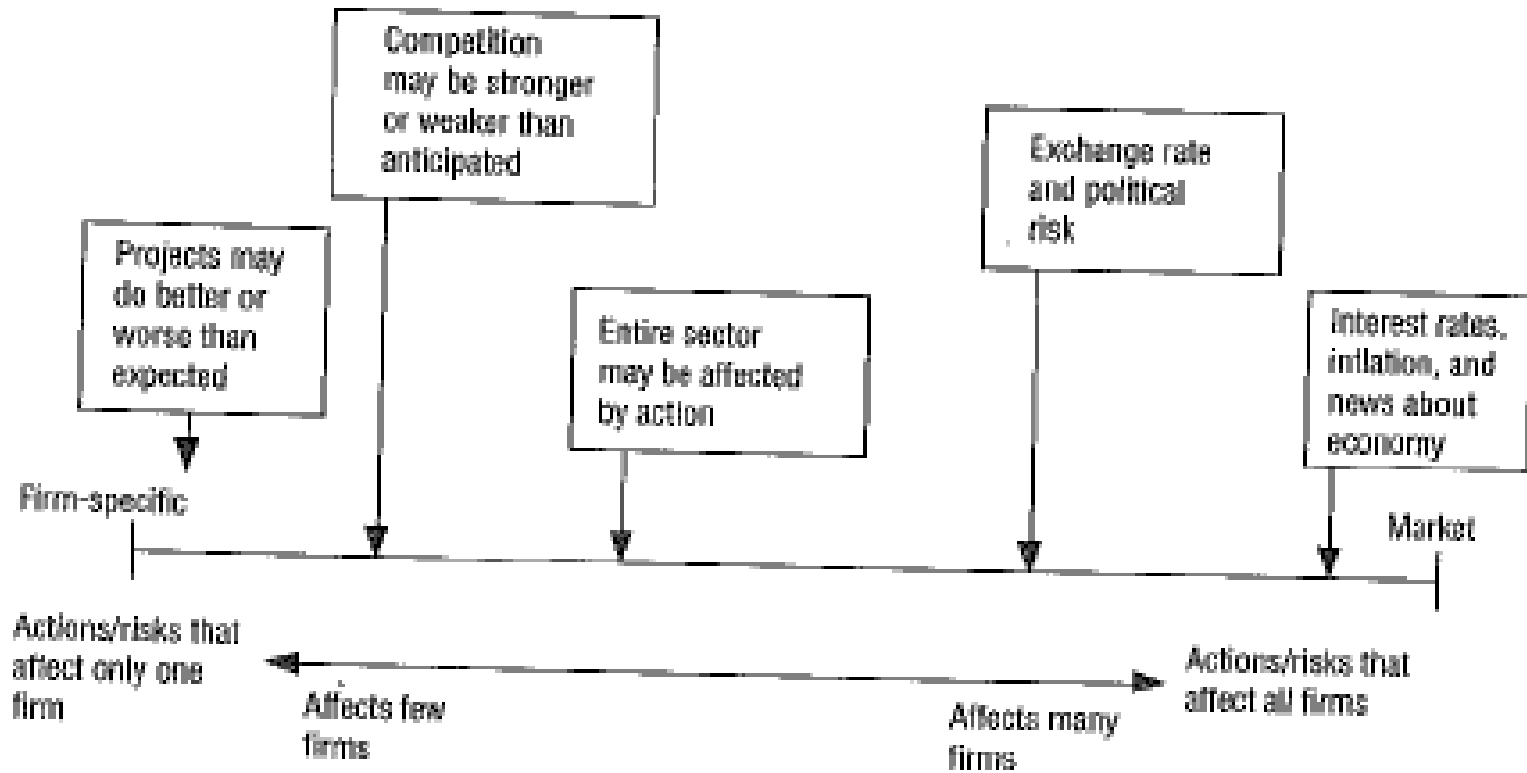 Competition
may be stronger
or weaker than
anticipated
Exchange rate
and political
risk
Projects may
do better or
worse than
expected
Entire sector
may be affected
by action
Interest rates,
inflation, and
news about
economy
Firm-specific
Market
Actions/risks that
affect only one
firm
Affects few
firms
Affects many
firms
Actions/risks that
affect all firms